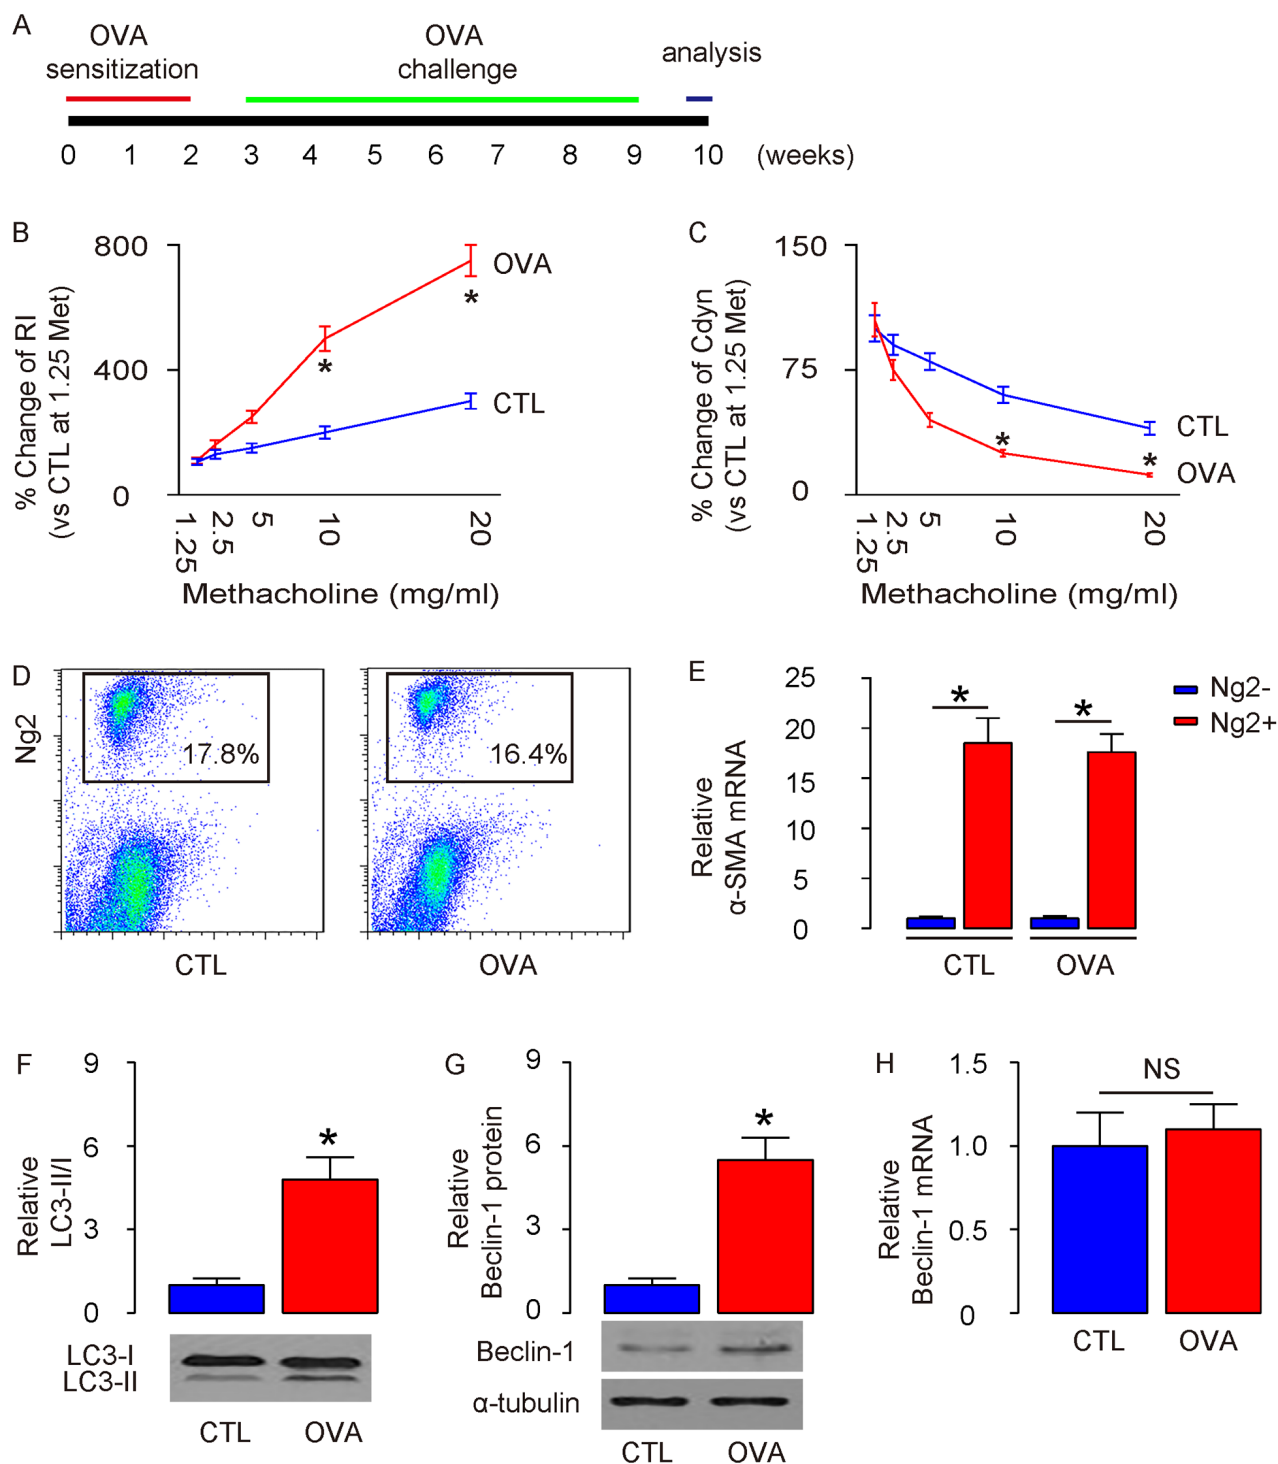 A
OVA
sensitization
OVA
challenge
analysis
0 1 2 3 4 5 6 7 8 9 10 (weeks)
B
% Change of RI
(vs CTL at 1.25 Met)
800
400
0
OVA
*
*
CTL
1.25 2.5 5 10 20
Methacholine (mg/ml)
C
% Change of Cdyn
(vs CTL at 1.25 Met)
150
75
0
CTL
*
*
OVA
1.25 2.5 5 10 20
Methacholine (mg/ml)
D
Ng2
17.8%
16.4%
CTL
OVA
E
Relative
α-SMA mRNA
25
20
15
10
5
0
*
*
Ng2-
Ng2+
CTL
OVA
F
Relative
LC3-II/I
9
6
3
0
*
LC3-I
LC3-II
CTL
OVA
G
Relative
Beclin-1 protein
9
6
3
0
*
Beclin-1
α-tubulin
CTL
OVA
H
Relative
Beclin-1 mRNA
1.5
1.0
0.5
0
NS
CTL
OVA